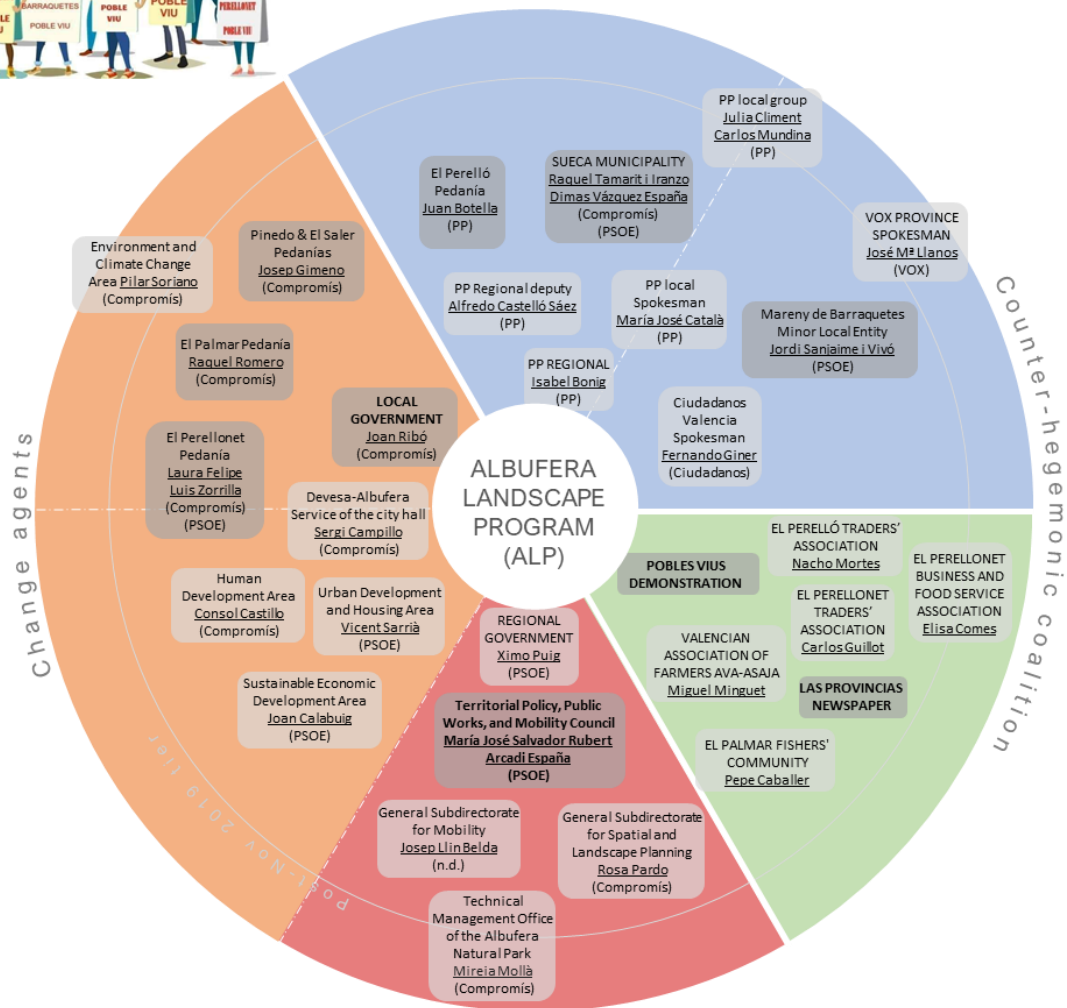 BARRAQUETES
POBLE VIU
POBLE
VIU
POBLE
VIU
PERELLONET
POBLE VIU
PP local group
Julia Climent
Carlos Mundina
(PP)
El Perelló
Pedanía
Juan Botella
(PP)
SUECA MUNICIPALITY
Raquel Tamarit i Iranzo
Dimas Vázquez España
(Compromís)
(PSOE)
VOX PROVINCE
SPOKESMAN
José Mª Llanos
(VOX)
PP Regional deputy
Alfredo Castelló Sáez
(PP)
PP local
Spokesman
María José Català
(PP)
Mareny de Barraquetes
Minor Local Entity
Jordi Sanjaime i Vivó
(PSOE)
PP REGIONAL
Isabel Bonig
(PP)
Ciudadanos
Valencia
Spokesman
Fernando Giner
(Ciudadanos)
Counter-hegemonic coalition
Environment and
Climate Change
Area Pilar Soriano
(Compromís)
Pinedo & El Saler
Pedanías
Josep Gimeno
(Compromís)
El Palmar Pedanía
Raquel Romero
(Compromís)
LOCAL
GOVERNMENT
Joan Ribó
(Compromís)
El Perellonet
Pedanía
Laura Felipe
Luis Zorrilla
(Compromís)
(PSOE)
Devesa-Albufera
Service of the city hall
Sergi Campillo
(Compromís)
Human
Development Area
Consol Castillo
(Compromís)
Urban Development
and Housing Area
Vicent Sarrià
(PSOE)
Sustainable Economic
Development Area
Joan Calabuig
(PSOE)
Change agents
Post-Nov 2019 tier
ALBUFERA
LANDSCAPE
PROGRAM
(ALP)
REGIONAL
GOVERNMENT
Ximo Puig
(PSOE)
Territorial Policy, Public
Works, and Mobility Council
María José Salvador Rubert
Arcadi España
(PSOE)
General Subdirectorate
for Mobility
Josep Llin Belda
(n.d.)
General Subdirectorate
for Spatial and
Landscape Planning
Rosa Pardo
(Compromís)
Technical
Management Office
of the Albufera
Natural Park
Mireia Mollà
(Compromís)
POBLES VIUS
DEMONSTRATION
EL PERELLÓ TRADERS'
ASSOCIATION
Nacho Mortes
EL PERELLONET
BUSINESS AND
FOOD SERVICE
ASSOCIATION
Elisa Comes
EL PERELLONET
TRADERS'
ASSOCIATION
Carlos Guillot
VALENCIAN
ASSOCIATION OF
FARMERS AVA-ASAJA
Miguel Minguet
LAS PROVINCIAS
NEWSPAPER
EL PALMAR FISHERS'
COMMUNITY
Pepe Caballer